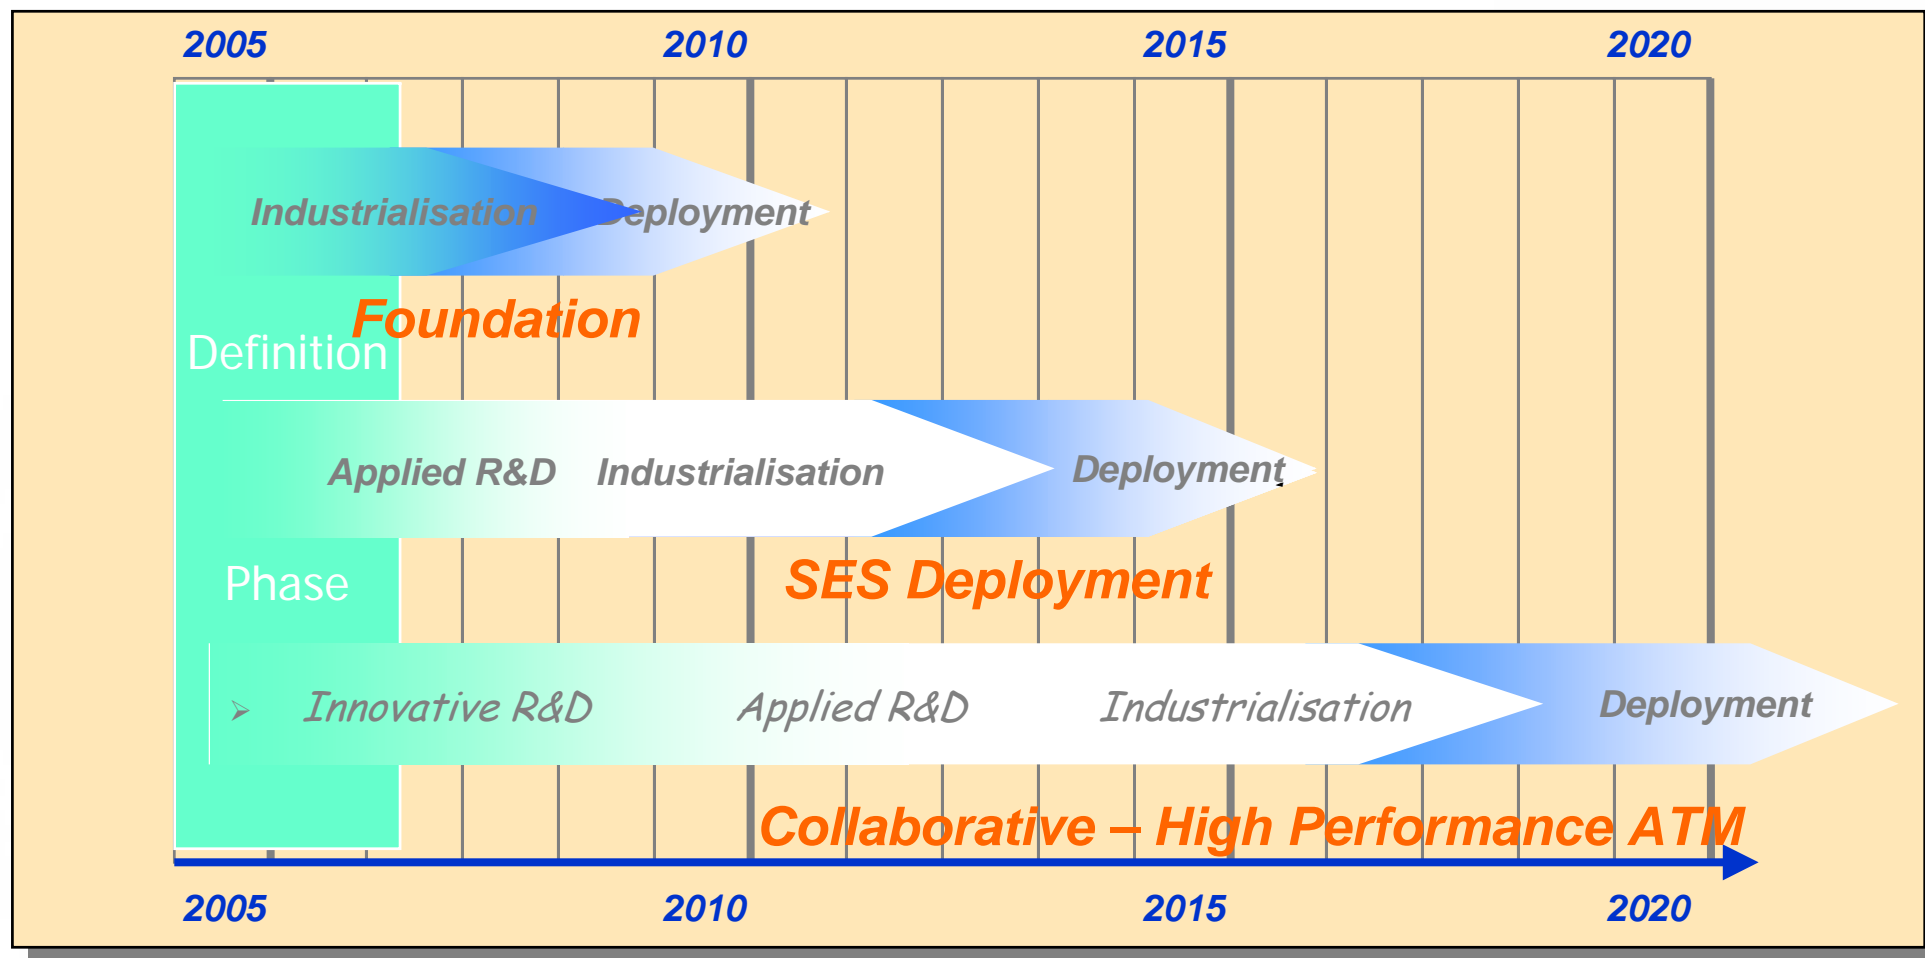 2005 2010 2015 2020
Industrialisation Deployment
Foundation
Definition
Applied R&D Industrialisation Deployment
SES Deployment
Phase
➢ Innovative R&D Applied R&D Industrialisation Deployment
Collaborative – High Performance ATM
2005 2010 2015 2020